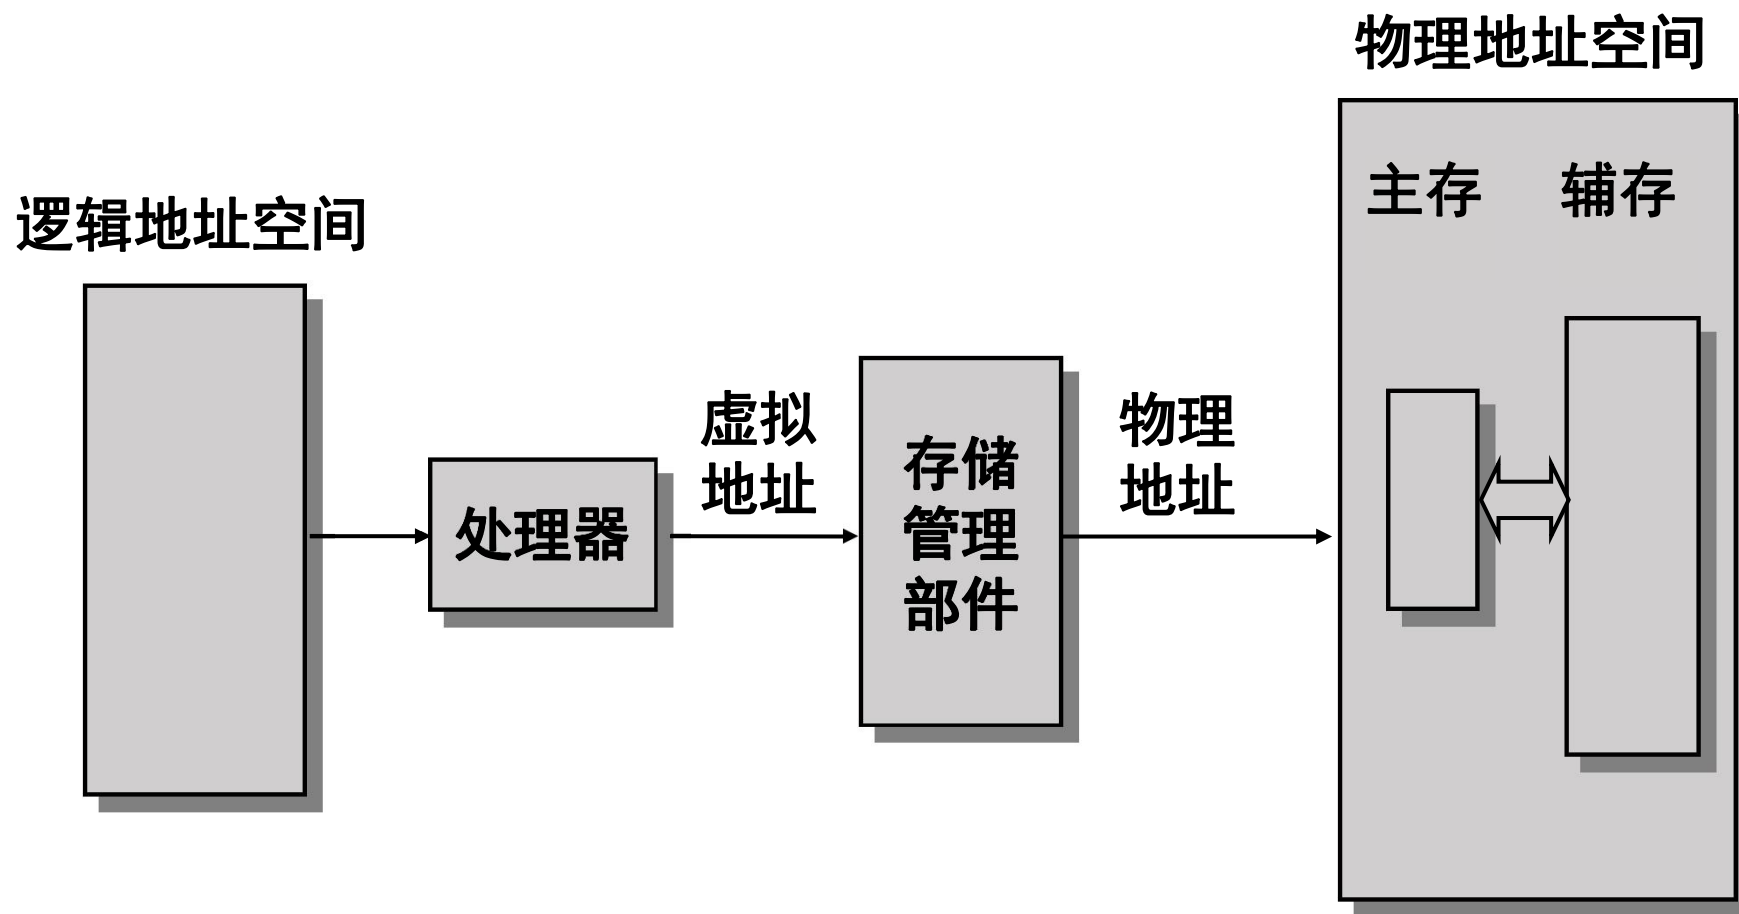 物理地址空间
主存
辅存
逻辑地址空间
处理器
虚拟
地址
存储
管理
部件
物理
地址